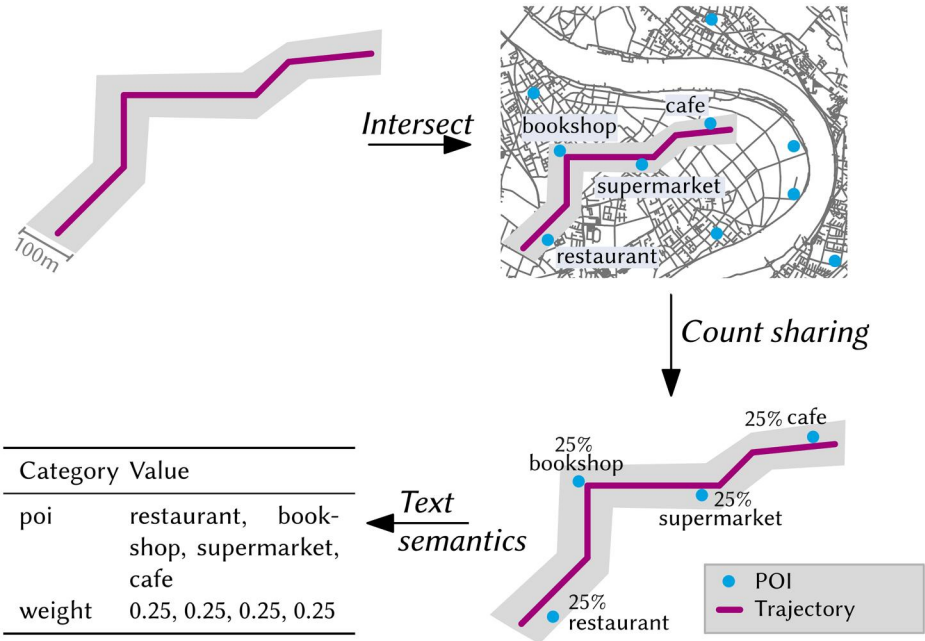 100m
Intersect
cafe
bookshop
supermarket
restaurant
Count sharing
25% cafe
25%
bookshop
25%
supermarket
25%
restaurant
Text
semantics
Category Value
poi restaurant, book-
shop, supermarket,
cafe
weight 0.25, 0.25, 0.25, 0.25
POI
Trajectory